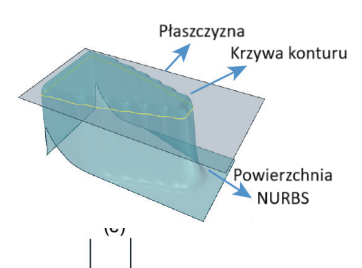 Płaszczyzna
Krzywa konturu
Powierzchnia
NURBS